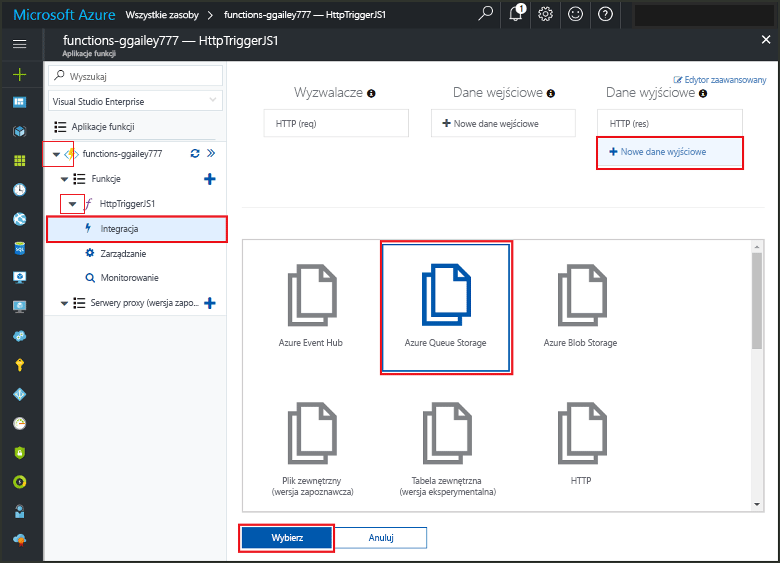 Microsoft Azure Wszystkie zasoby > functions-ggailey777 — HttpTriggerJS1
1
functions-ggailey777 — HttpTriggerJS1
Aplikacje funkcji
Wyszukaj
Visual Studio Enterprise
Aplikacje funkcji
functions-ggailey777
Funkcje
HttpTriggerJS1
Integracja
Zarządzanie
Monitorowanie
Serwery proxy (wersja zapo...
SQL
Edytor zaawansowany
Wyzwalacze
HTTP (req)
Dane wejściowe
Nowe dane wejściowe
Dane wyjściowe
HTTP (res)
Nowe dane wyjściowe
Azure Event Hub
Azure Queue Storage
Azure Blob Storage
Plik zewnętrzny
(wersja zapoznawcza)
Tabela zewnętrzna
(wersja eksperymentalna)
HTTP
Wybierz
Anuluj